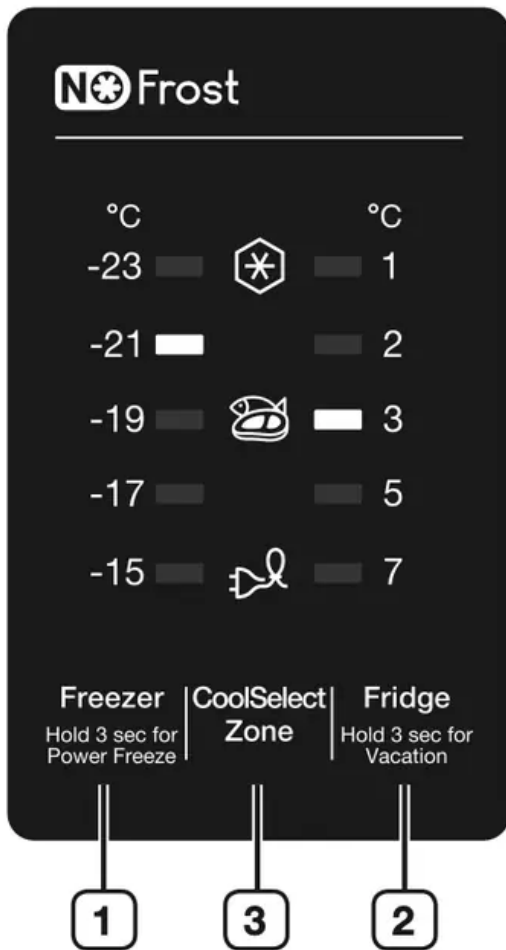 NO Frost
°C °C
-23 1
-21 2
-19 3
-17 5
-15 7
Freezer
Hold 3 sec for
Power Freeze
CoolSelect
Zone
Fridge
Hold 3 sec for
Vacation
1 3 2